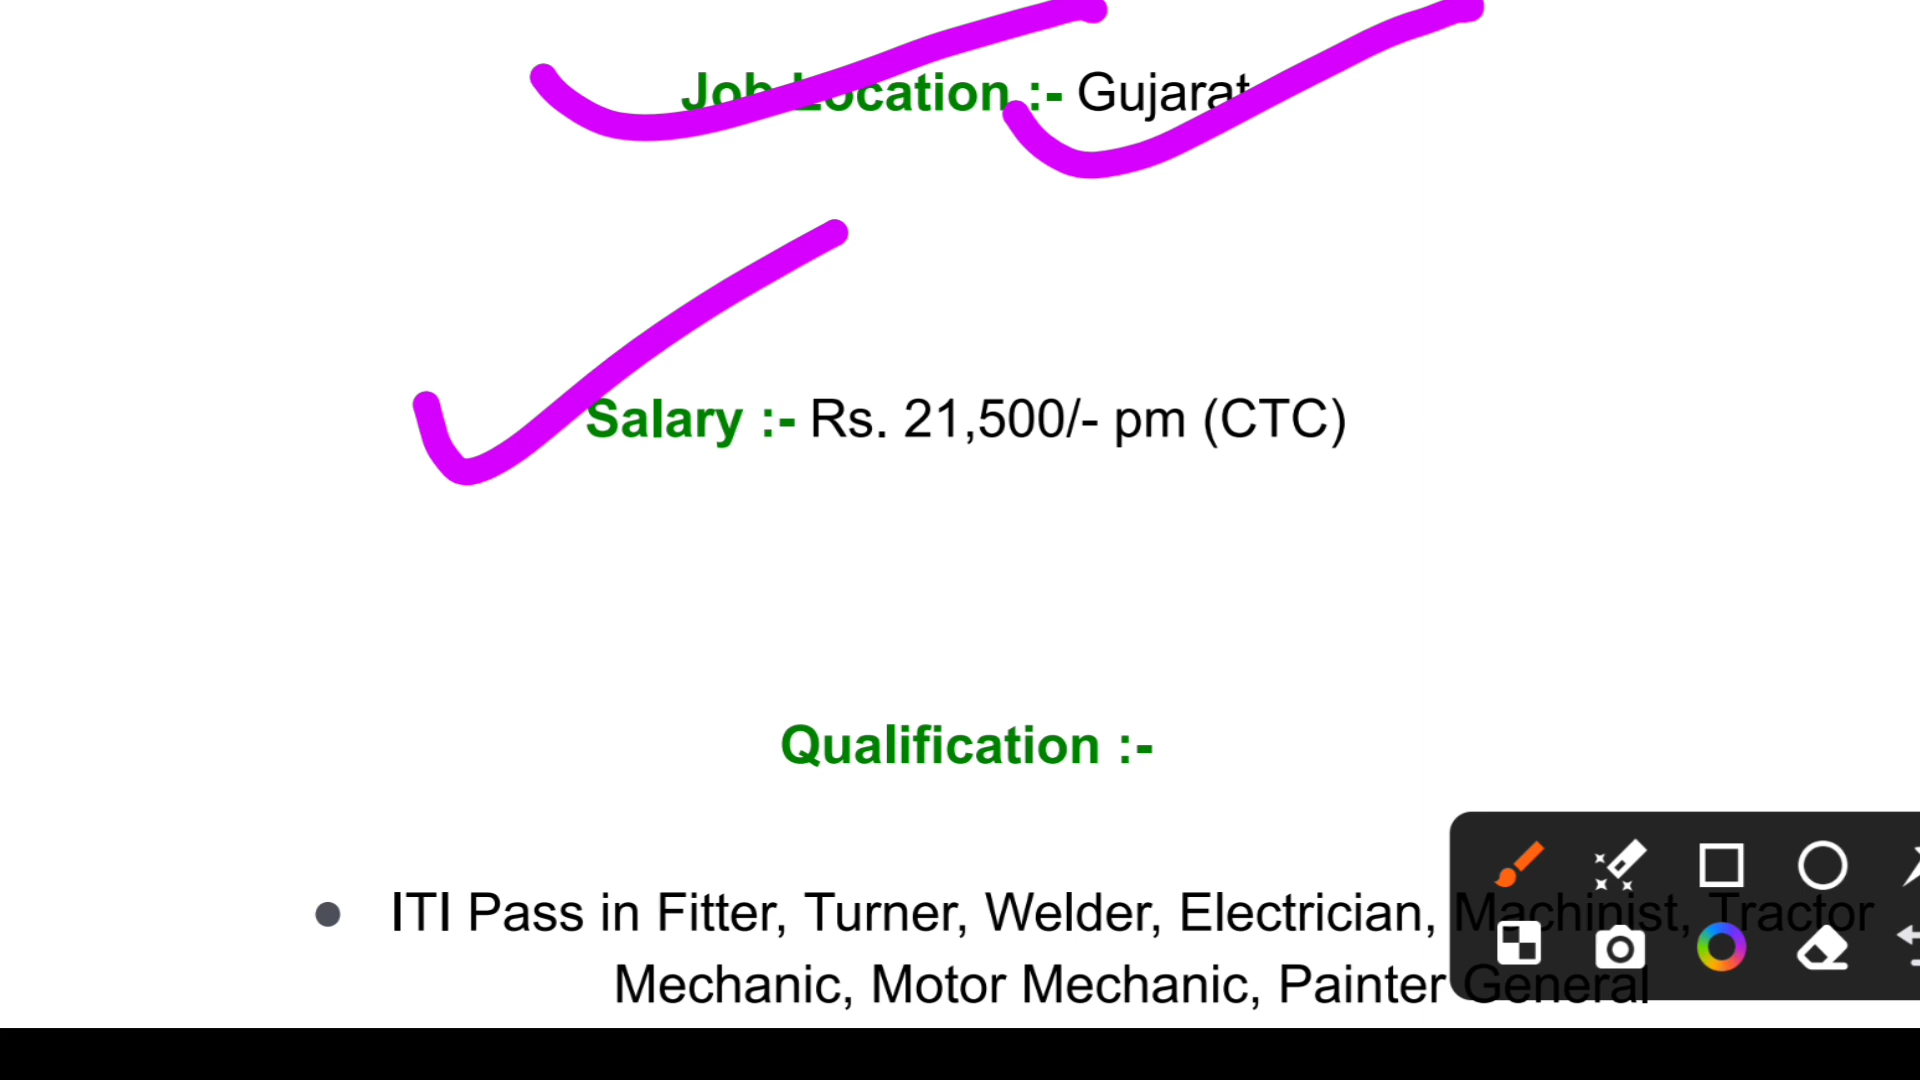 Job Location :- Gujarat
Salary :- Rs. 21,500/- pm (CTC)
Qualification :-
ITI Pass in Fitter, Turner, Welder, Electrician, Machinist, Tractor
Mechanic, Motor Mechanic, Painter General